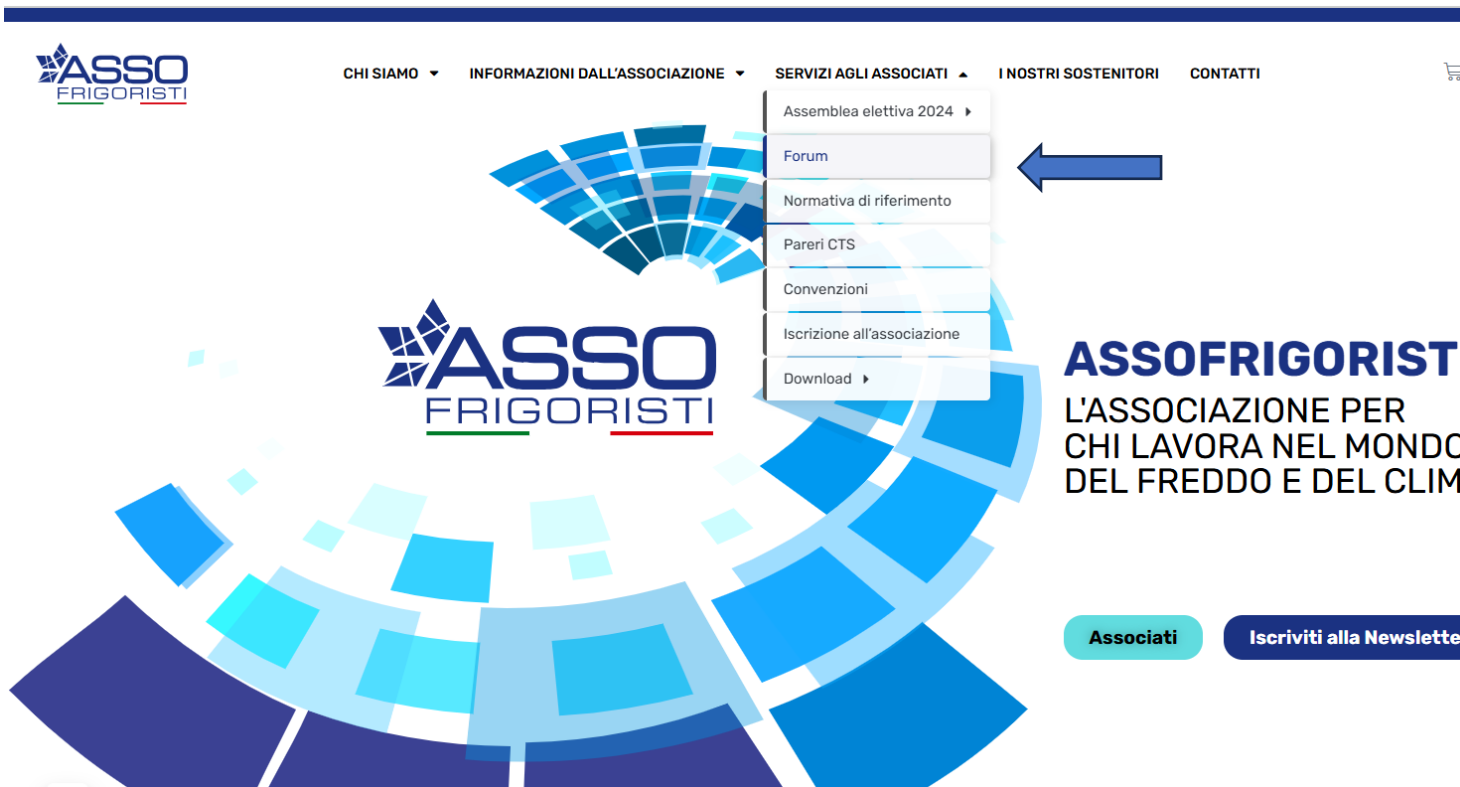 ASSO
FRIGORISTI
CHI SIAMO
INFORMAZIONI DALL'ASSOCIAZIONE
SERVIZI AGLI ASSOCIATI
I NOSTRI SOSTENITORI
CONTATTI
Assemblea elettiva 2024
Forum
Normativa di riferimento
Pareri CTS
Convenzioni
Iscrizione all'associazione
Download
ASSO
FRIGORISTI
ASSOFRIGORIST
L'ASSOCIAZIONE PER
CHI LAVORA NEL MONDO
DEL FREDDO E DEL CLIM
Associati
Iscriviti alla Newslette